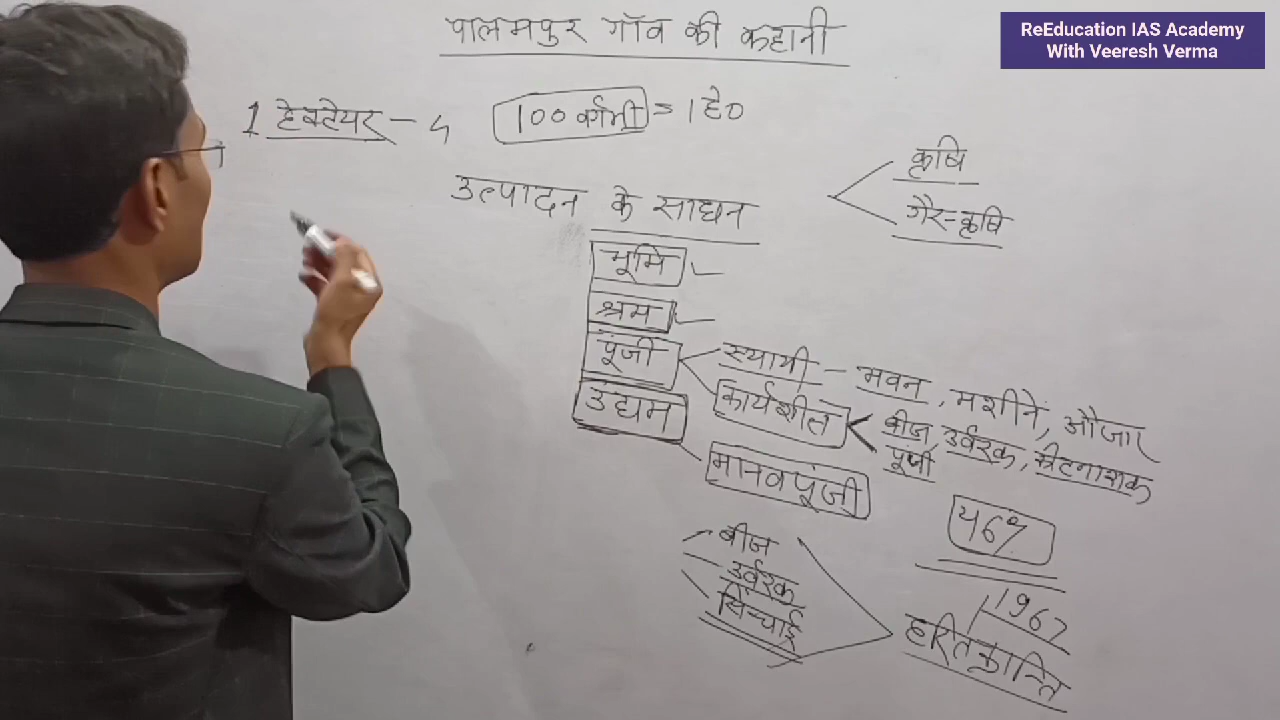 ReEducation IAS Academy
With Veeresh Verma
पालमपुर गॉव की कहानी
1 हेक्टेयर – 4
100 वर्गमी = 1 हे०
कृषि
गैर-कृषि
उत्पादन के साधन
भूमि
श्रम
पूंजी
उद्यम
स्थायी – भवन, मशीनें, औजार
कार्यशील
बीज, उर्वरक, कीटनाशक
पूंजी
मानवपूंजी
बीज
उर्वरक
सिंचाई
46%
1967
हरितक्रान्ति